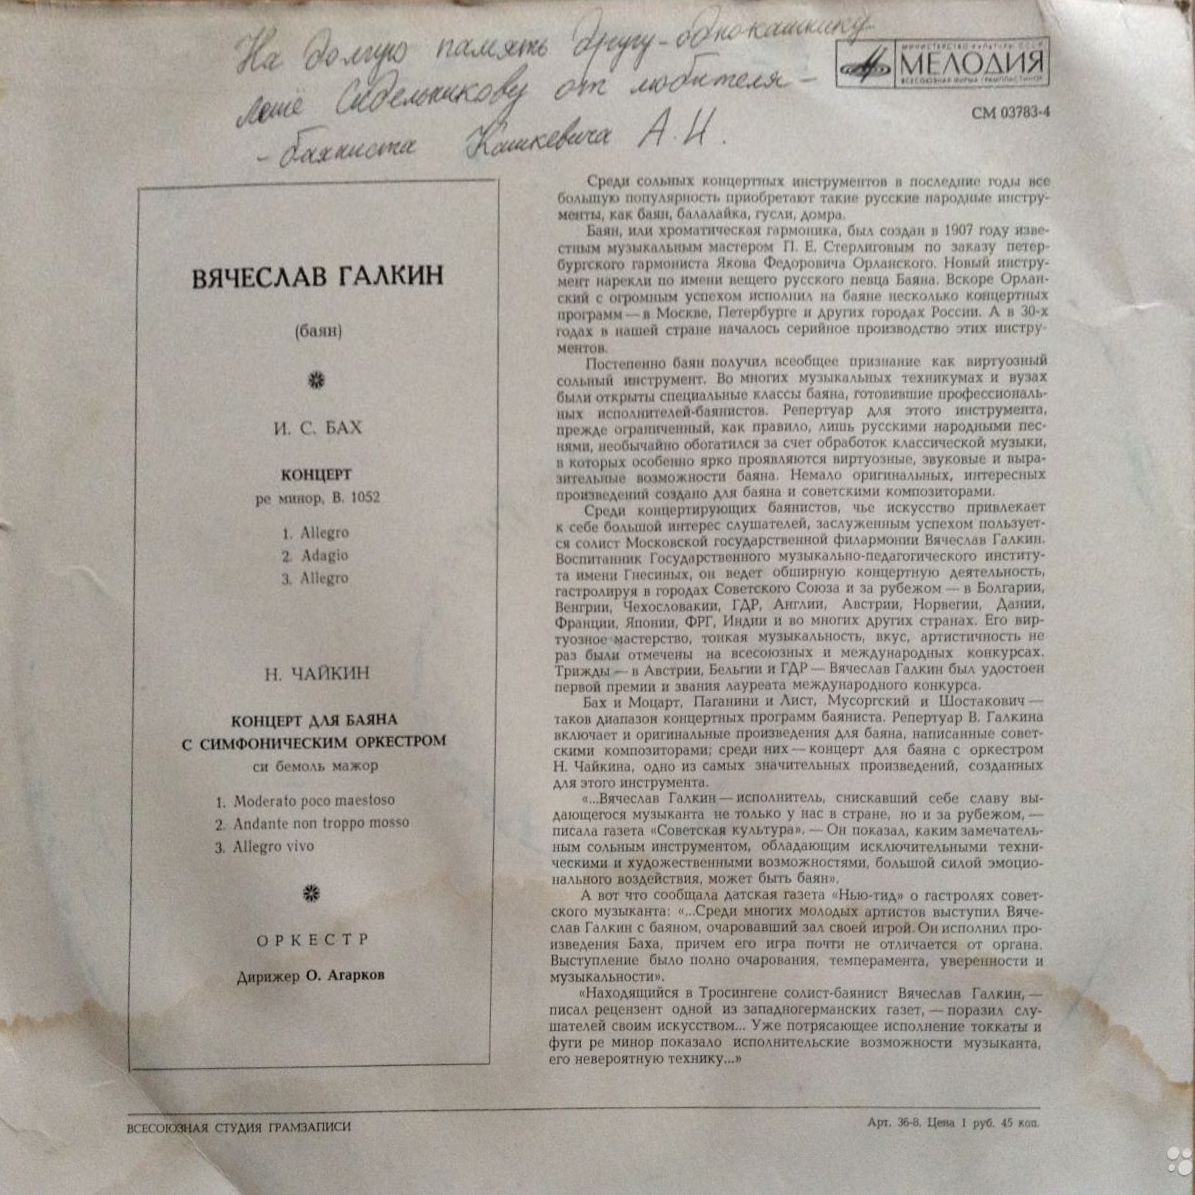 На долгую память другу-однокашнику
Лёше Сидельникову от любителя –
– баяниста Кашкевича А. И.
МИНИСТЕРСТВО КУЛЬТУРЫ СССР
МЕЛОДИЯ
ВСЕСОЮЗНАЯ ФИРМА ГРАМПЛАСТИНОК
СМ 03783-4
ВЯЧЕСЛАВ ГАЛКИН
(баян)
И. С. БАХ
КОНЦЕРТ
ре минор, В. 1052
1. Allegro
2. Adagio
3. Allegro
Н. ЧАЙКИН
КОНЦЕРТ ДЛЯ БАЯНА
С СИМФОНИЧЕСКИМ ОРКЕСТРОМ
си бемоль мажор
1. Moderato poco maestoso
2. Andante non troppo mosso
3. Allegro vivo
ОРКЕСТР
Дирижер О. Агарков
Среди сольных концертных инструментов в последние годы все
большую популярность приобретают такие русские народные инстру-
менты, как баян, балалайка, гусли, домра.
Баян, или хроматическая гармоника, был создан в 1907 году изве-
стным музыкальным мастером П. Е. Стерлиговым по заказу петер-
бургского гармониста Якова Федоровича Орланского. Новый инстру-
мент нарекли по имени вещего русского певца Баяна. Вскоре Орлан-
ский с огромным успехом исполнил на баяне несколько концертных
программ — в Москве, Петербурге и других городах России. А в 30-х
годах в нашей стране началось серийное производство этих инстру-
ментов.
Постепенно баян получил всеобщее признание как виртуозный
сольный инструмент. Во многих музыкальных техникумах и вузах
были открыты специальные классы баяна, готовившие профессиональ-
ных исполнителей-баянистов. Репертуар для этого инструмента,
прежде ограниченный, как правило, лишь русскими народными пес-
нями, необычайно обогатился за счет обработок классической музыки,
в которых особенно ярко проявляются виртуозные, звуковые и выра-
зительные возможности баяна. Немало оригинальных, интересных
произведений создано для баяна и советскими композиторами.
Среди концертирующих баянистов, чье искусство привлекает
к себе большой интерес слушателей, заслуженным успехом пользует-
ся солист Московской государственной филармонии Вячеслав Галкин.
Воспитанник Государственного музыкально-педагогического институ-
та имени Гнесиных, он ведет обширную концертную деятельность,
гастролируя в городах Советского Союза и за рубежом — в Болгарии,
Венгрии, Чехословакии, ГДР, Англии, Австрии, Норвегии, Дании,
Франции, Японии, ФРГ, Индии и во многих других странах. Его вир-
туозное мастерство, тонкая музыкальность, вкус, артистичность не
раз были отмечены на всесоюзных и международных конкурсах.
Трижды — в Австрии, Бельгии и ГДР — Вячеслав Галкин был удостоен
первой премии и звания лауреата международного конкурса.
Бах и Моцарт, Паганини и Лист, Мусоргский и Шостакович —
таков диапазон концертных программ баяниста. Репертуар В. Галкина
включает и оригинальные произведения для баяна, написанные совет-
скими композиторами; среди них — концерт для баяна с оркестром
Н. Чайкина, одно из самых значительных произведений, созданных
для этого инструмента.
«...Вячеслав Галкин — исполнитель, снискавший себе славу вы-
дающегося музыканта не только у нас в стране, но и за рубежом, —
писала газета «Советская культура». — Он показал, каким замечатель-
ным сольным инструментом, обладающим исключительными техни-
ческими и художественными возможностями, большой силой эмоцио-
нального воздействия, может быть баян».
А вот что сообщала датская газета «Нью-тид» о гастролях совет-
ского музыканта: «...Среди многих молодых артистов выступил Вяче-
слав Галкин с баяном, очаровавший зал своей игрой. Он исполнил про-
изведения Баха, причем его игра почти не отличается от органа.
Выступление было полно очарования, темперамента, уверенности и
музыкальности».
«Находящийся в Тросингене солист-баянист Вячеслав Галкин, —
писал рецензент одной из западногерманских газет, — поразил слу-
шателей своим искусством... Уже потрясающее исполнение токкаты и
фуги ре минор показало исполнительские возможности музыканта,
его невероятную технику...»
ВСЕСОЮЗНАЯ СТУДИЯ ГРАМЗАПИСИ
Арт. 36-8. Цена 1 руб. 45 коп.